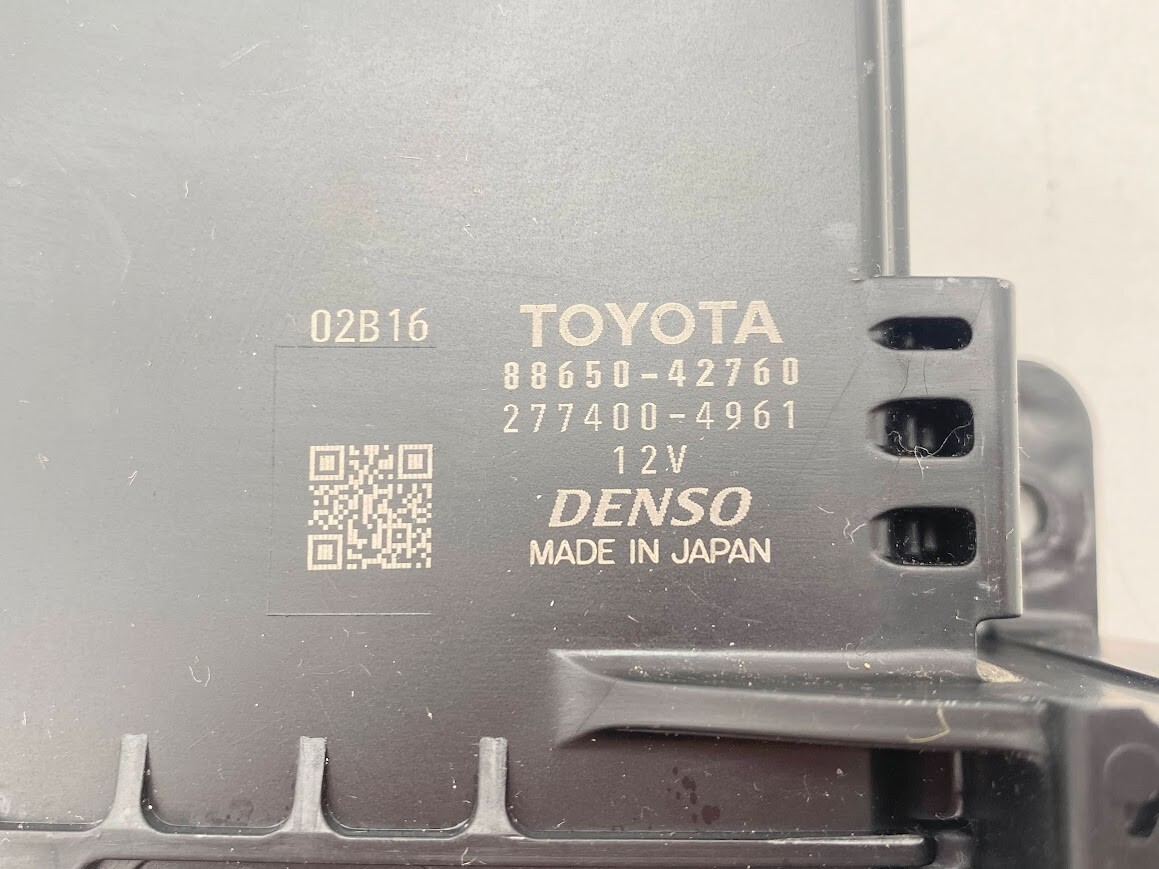 02B16
TOYOTA
88650-42760
277400-4961
12V
DENSO
MADE IN JAPAN